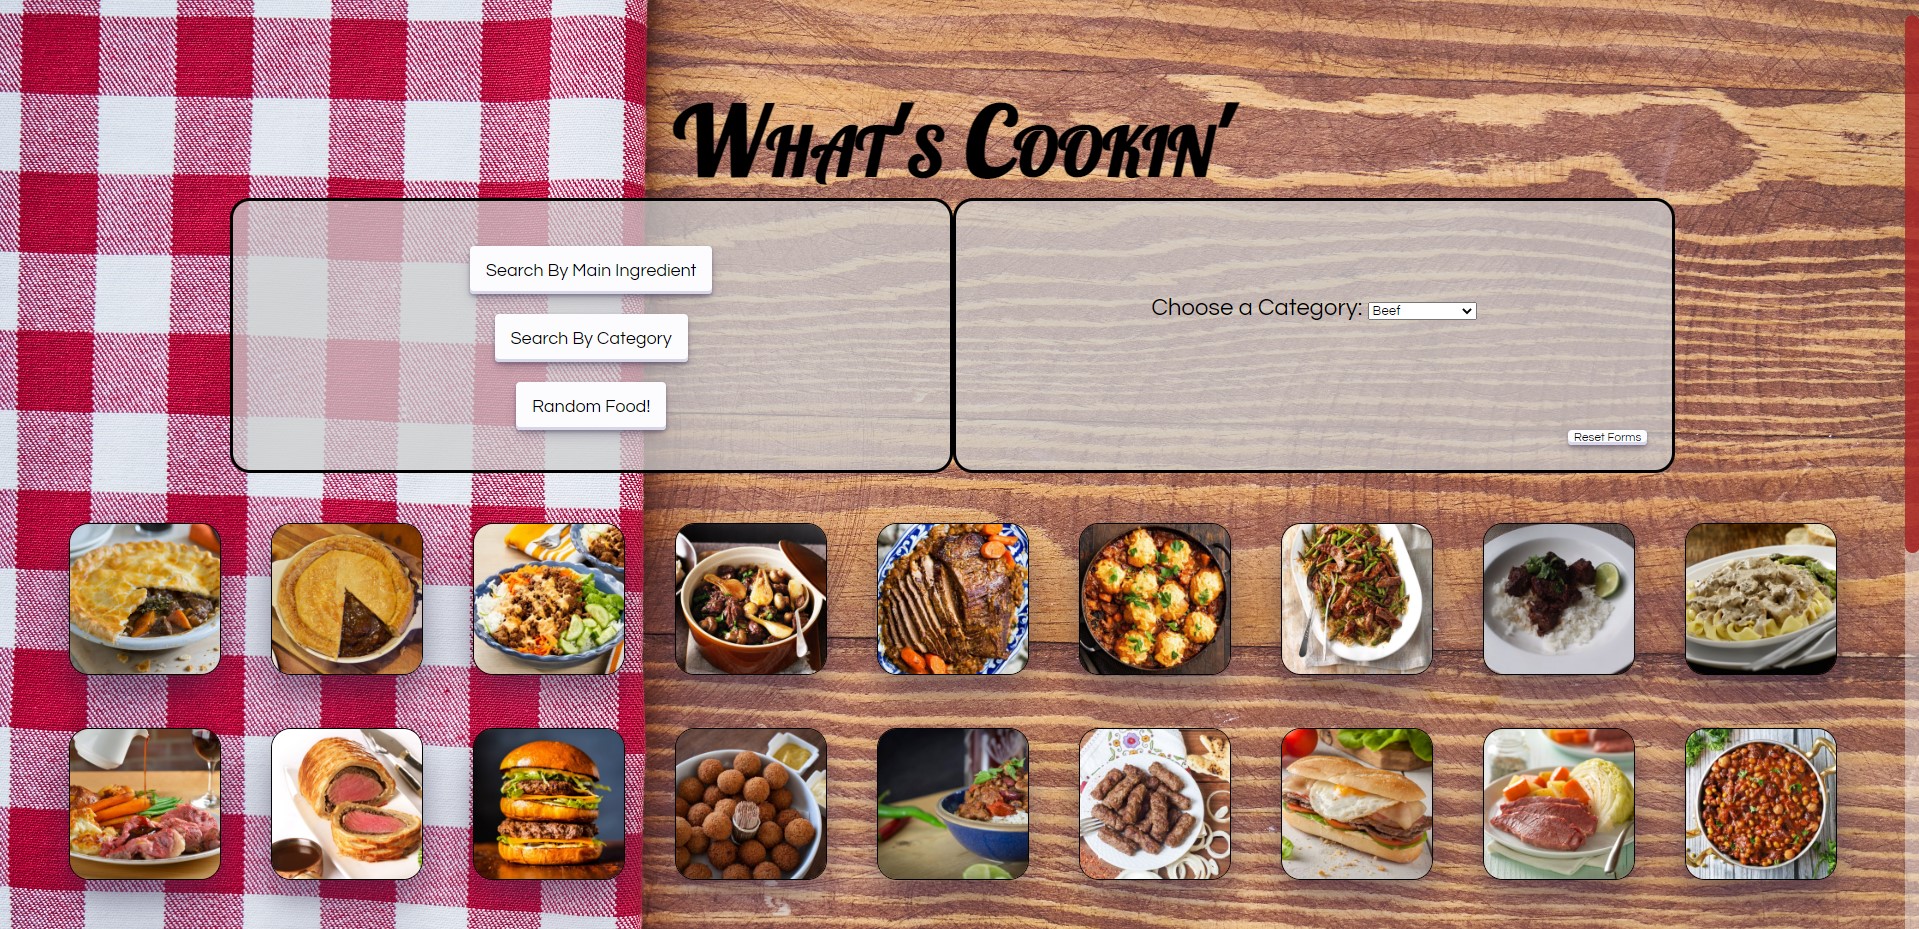 What's Cookin'
Search By Main Ingredient
Search By Category
Random Food!
Choose a Category: Beef
Reset Forms